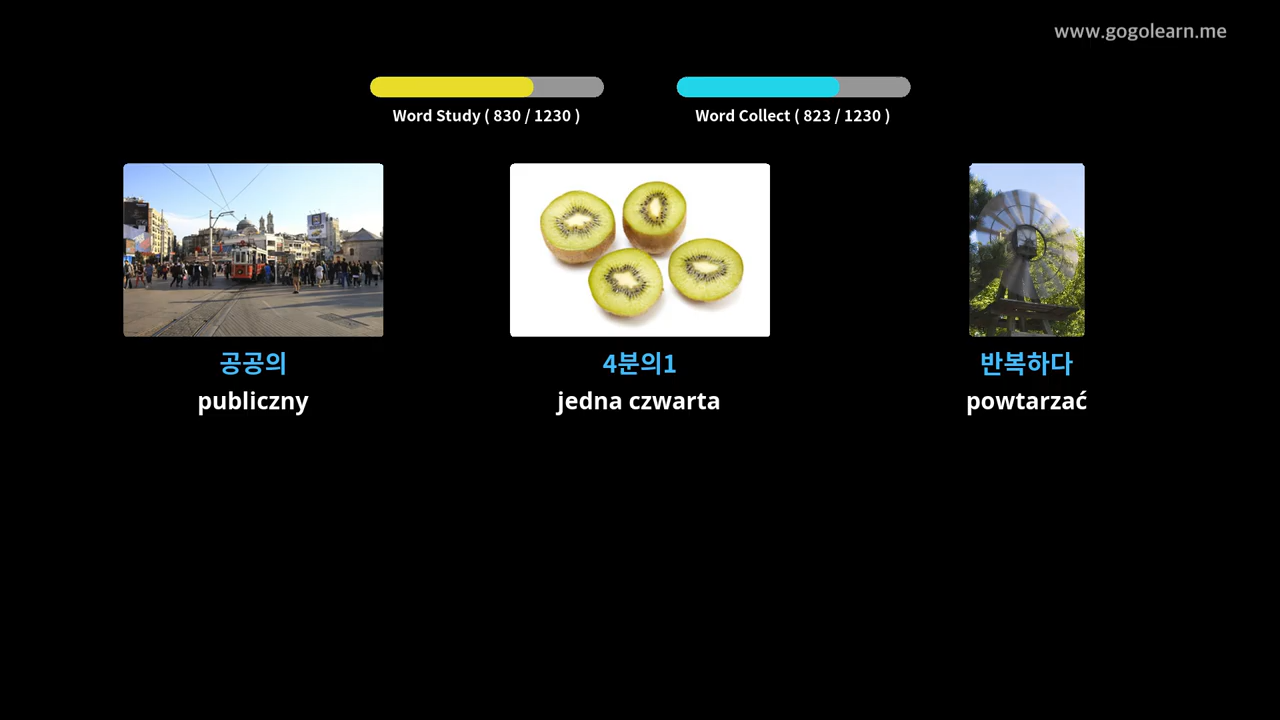 www.gogolearn.me
Word Study ( 830 / 1230 )
Word Collect ( 823 / 1230 )
공공의
4분의1
반복하다
publiczny
jedna czwarta
powtarzać